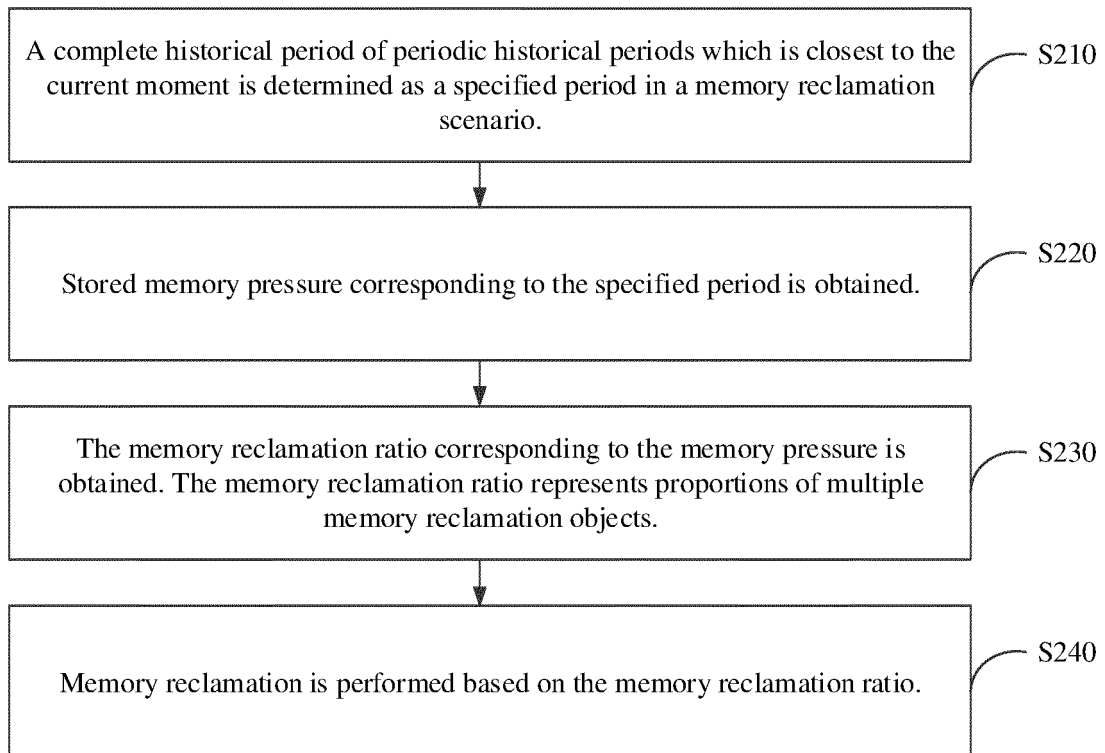 A complete historical period of periodic historical periods which is closest to the
current moment is determined as a specified period in a memory reclamation
scenario.
S210
Stored memory pressure corresponding to the specified period is obtained.
S220
The memory reclamation ratio corresponding to the memory pressure is
obtained. The memory reclamation ratio represents proportions of multiple
memory reclamation objects.
S230
Memory reclamation is performed based on the memory reclamation ratio.
S240